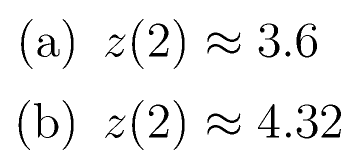 (a) z(2) ≈ 3.6
(b) z(2) ≈ 4.32